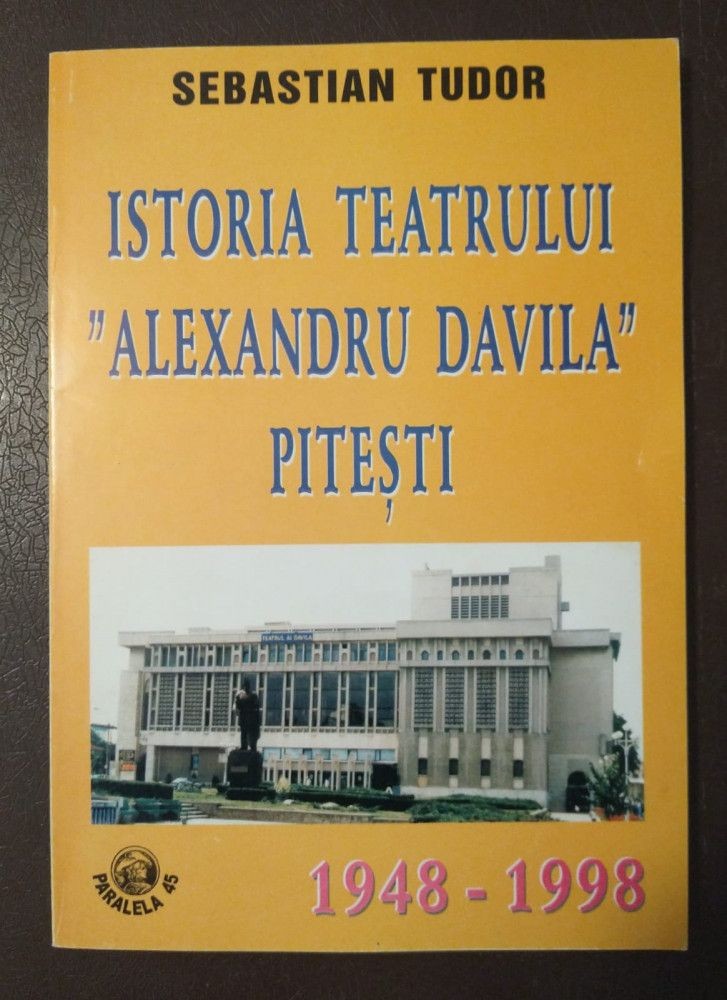 SEBASTIAN TUDOR
ISTORIA TEATRULUI
”ALEXANDRU DAVILA”
PITEȘTI
TEATRUL Al DAVILA
PARALELA 45
1948 - 1998